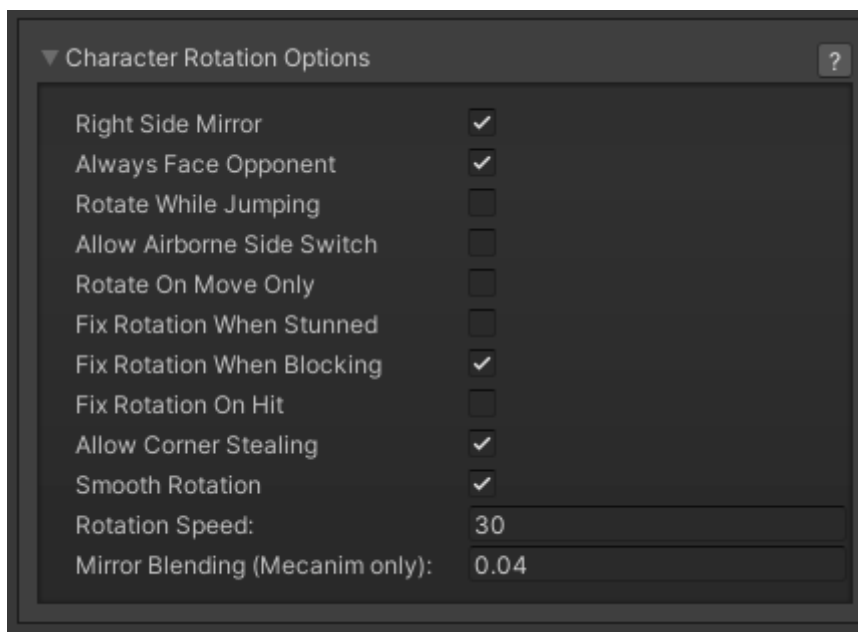 Character Rotation Options ?
Right Side Mirror
Always Face Opponent
Rotate While Jumping
Allow Airborne Side Switch
Rotate On Move Only
Fix Rotation When Stunned
Fix Rotation When Blocking
Fix Rotation On Hit
Allow Corner Stealing
Smooth Rotation
Rotation Speed: 30
Mirror Blending (Mecanim only): 0.04